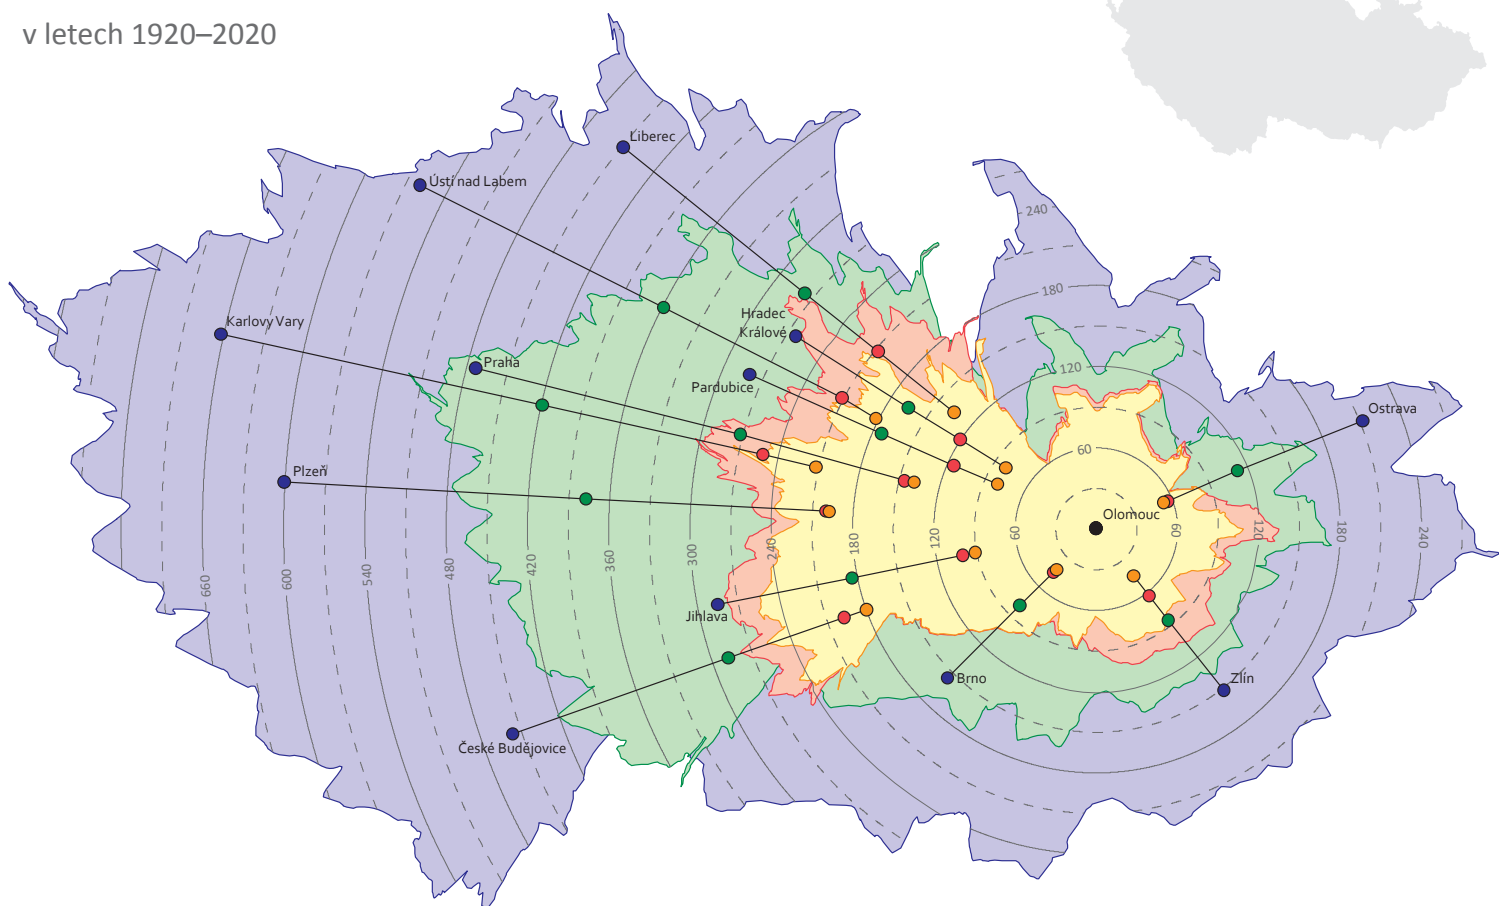 v letech 1920–2020
Liberec
Ústí nad Labem
240
180
Hradec
Králové
Karlovy Vary
Praha
120
Pardubice
Ostrava
60
Plzeň
Olomouc
660
600
540
480
420
360
300
240
180
120
60
60
120
180
240
Jihlava
Brno
Zlín
České Budějovice